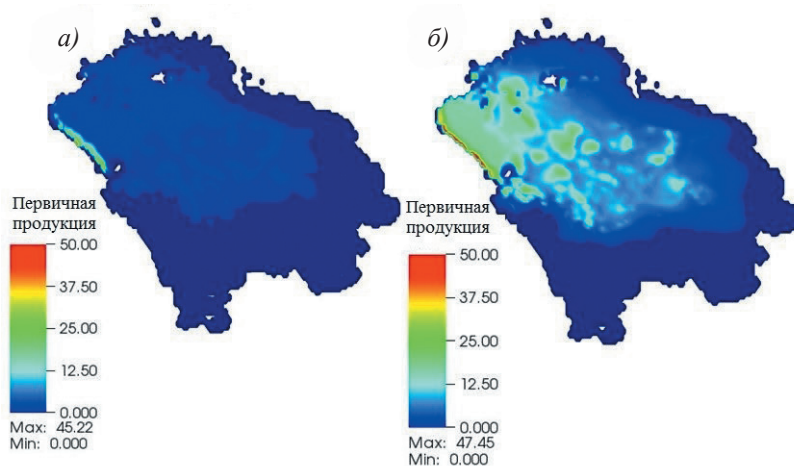 а)
Первичная
продукция
50.00
37.50
25.00
12.50
0.000
Max: 45.22
Min: 0.000
б)
Первичная
продукция
50.00
37.50
25.00
12.50
0.000
Max: 47.45
Min: 0.000